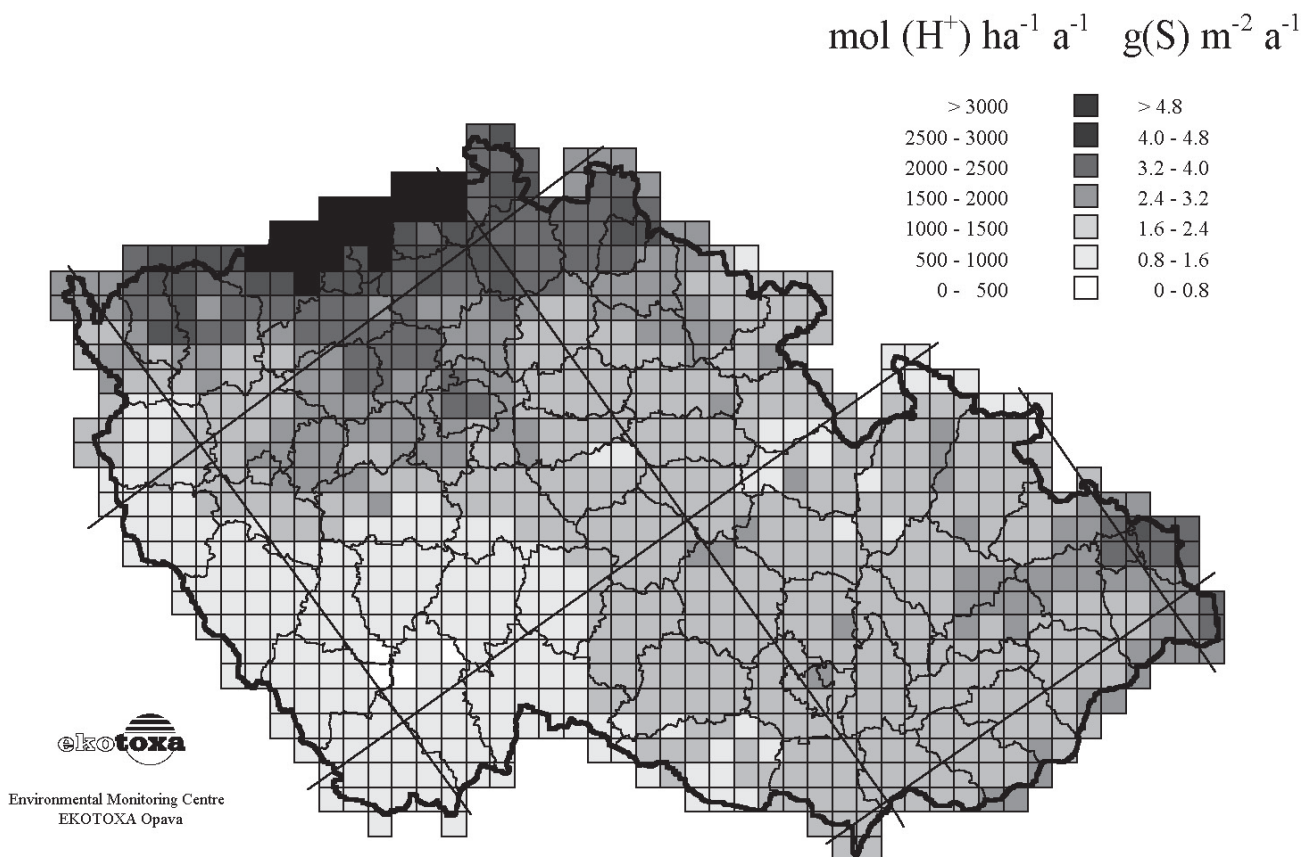 mol (H⁺) ha⁻¹ a⁻¹ g(S) m⁻² a⁻¹
> 3000 > 4.8
2500 - 3000 4.0 - 4.8
2000 - 2500 3.2 - 4.0
1500 - 2000 2.4 - 3.2
1000 - 1500 1.6 - 2.4
500 - 1000 0.8 - 1.6
0 - 500 0 - 0.8
ekotoxa
Environmental Monitoring Centre
EKOTOXA Opava